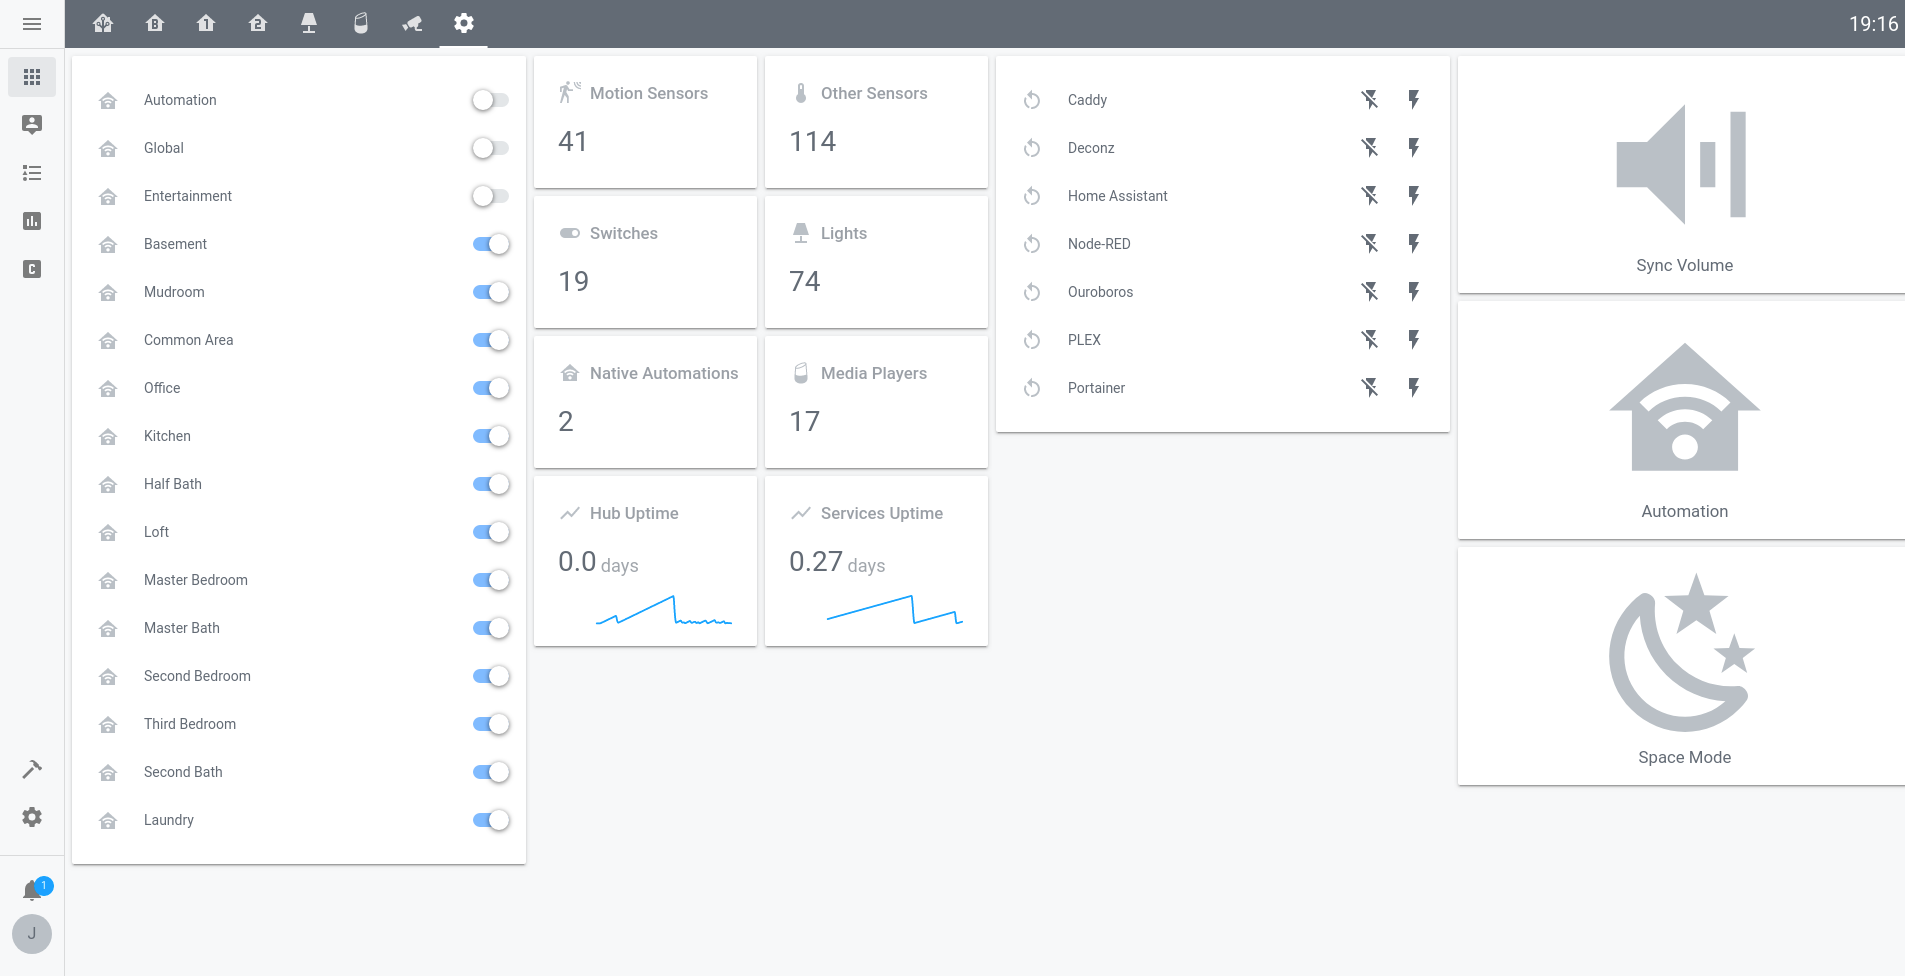 8
1
2
19:16
C
Automation
Global
Entertainment
Basement
Mudroom
Common Area
Office
Kitchen
Half Bath
Loft
Master Bedroom
Master Bath
Second Bedroom
Third Bedroom
Second Bath
Laundry
Motion Sensors
41
Other Sensors
114
Switches
19
Lights
74
Native Automations
2
Media Players
17
Hub Uptime
0.0 days
Services Uptime
0.27 days
Caddy
Deconz
Home Assistant
Node-RED
Ouroboros
PLEX
Portainer
Sync Volume
Automation
Space Mode
1
J